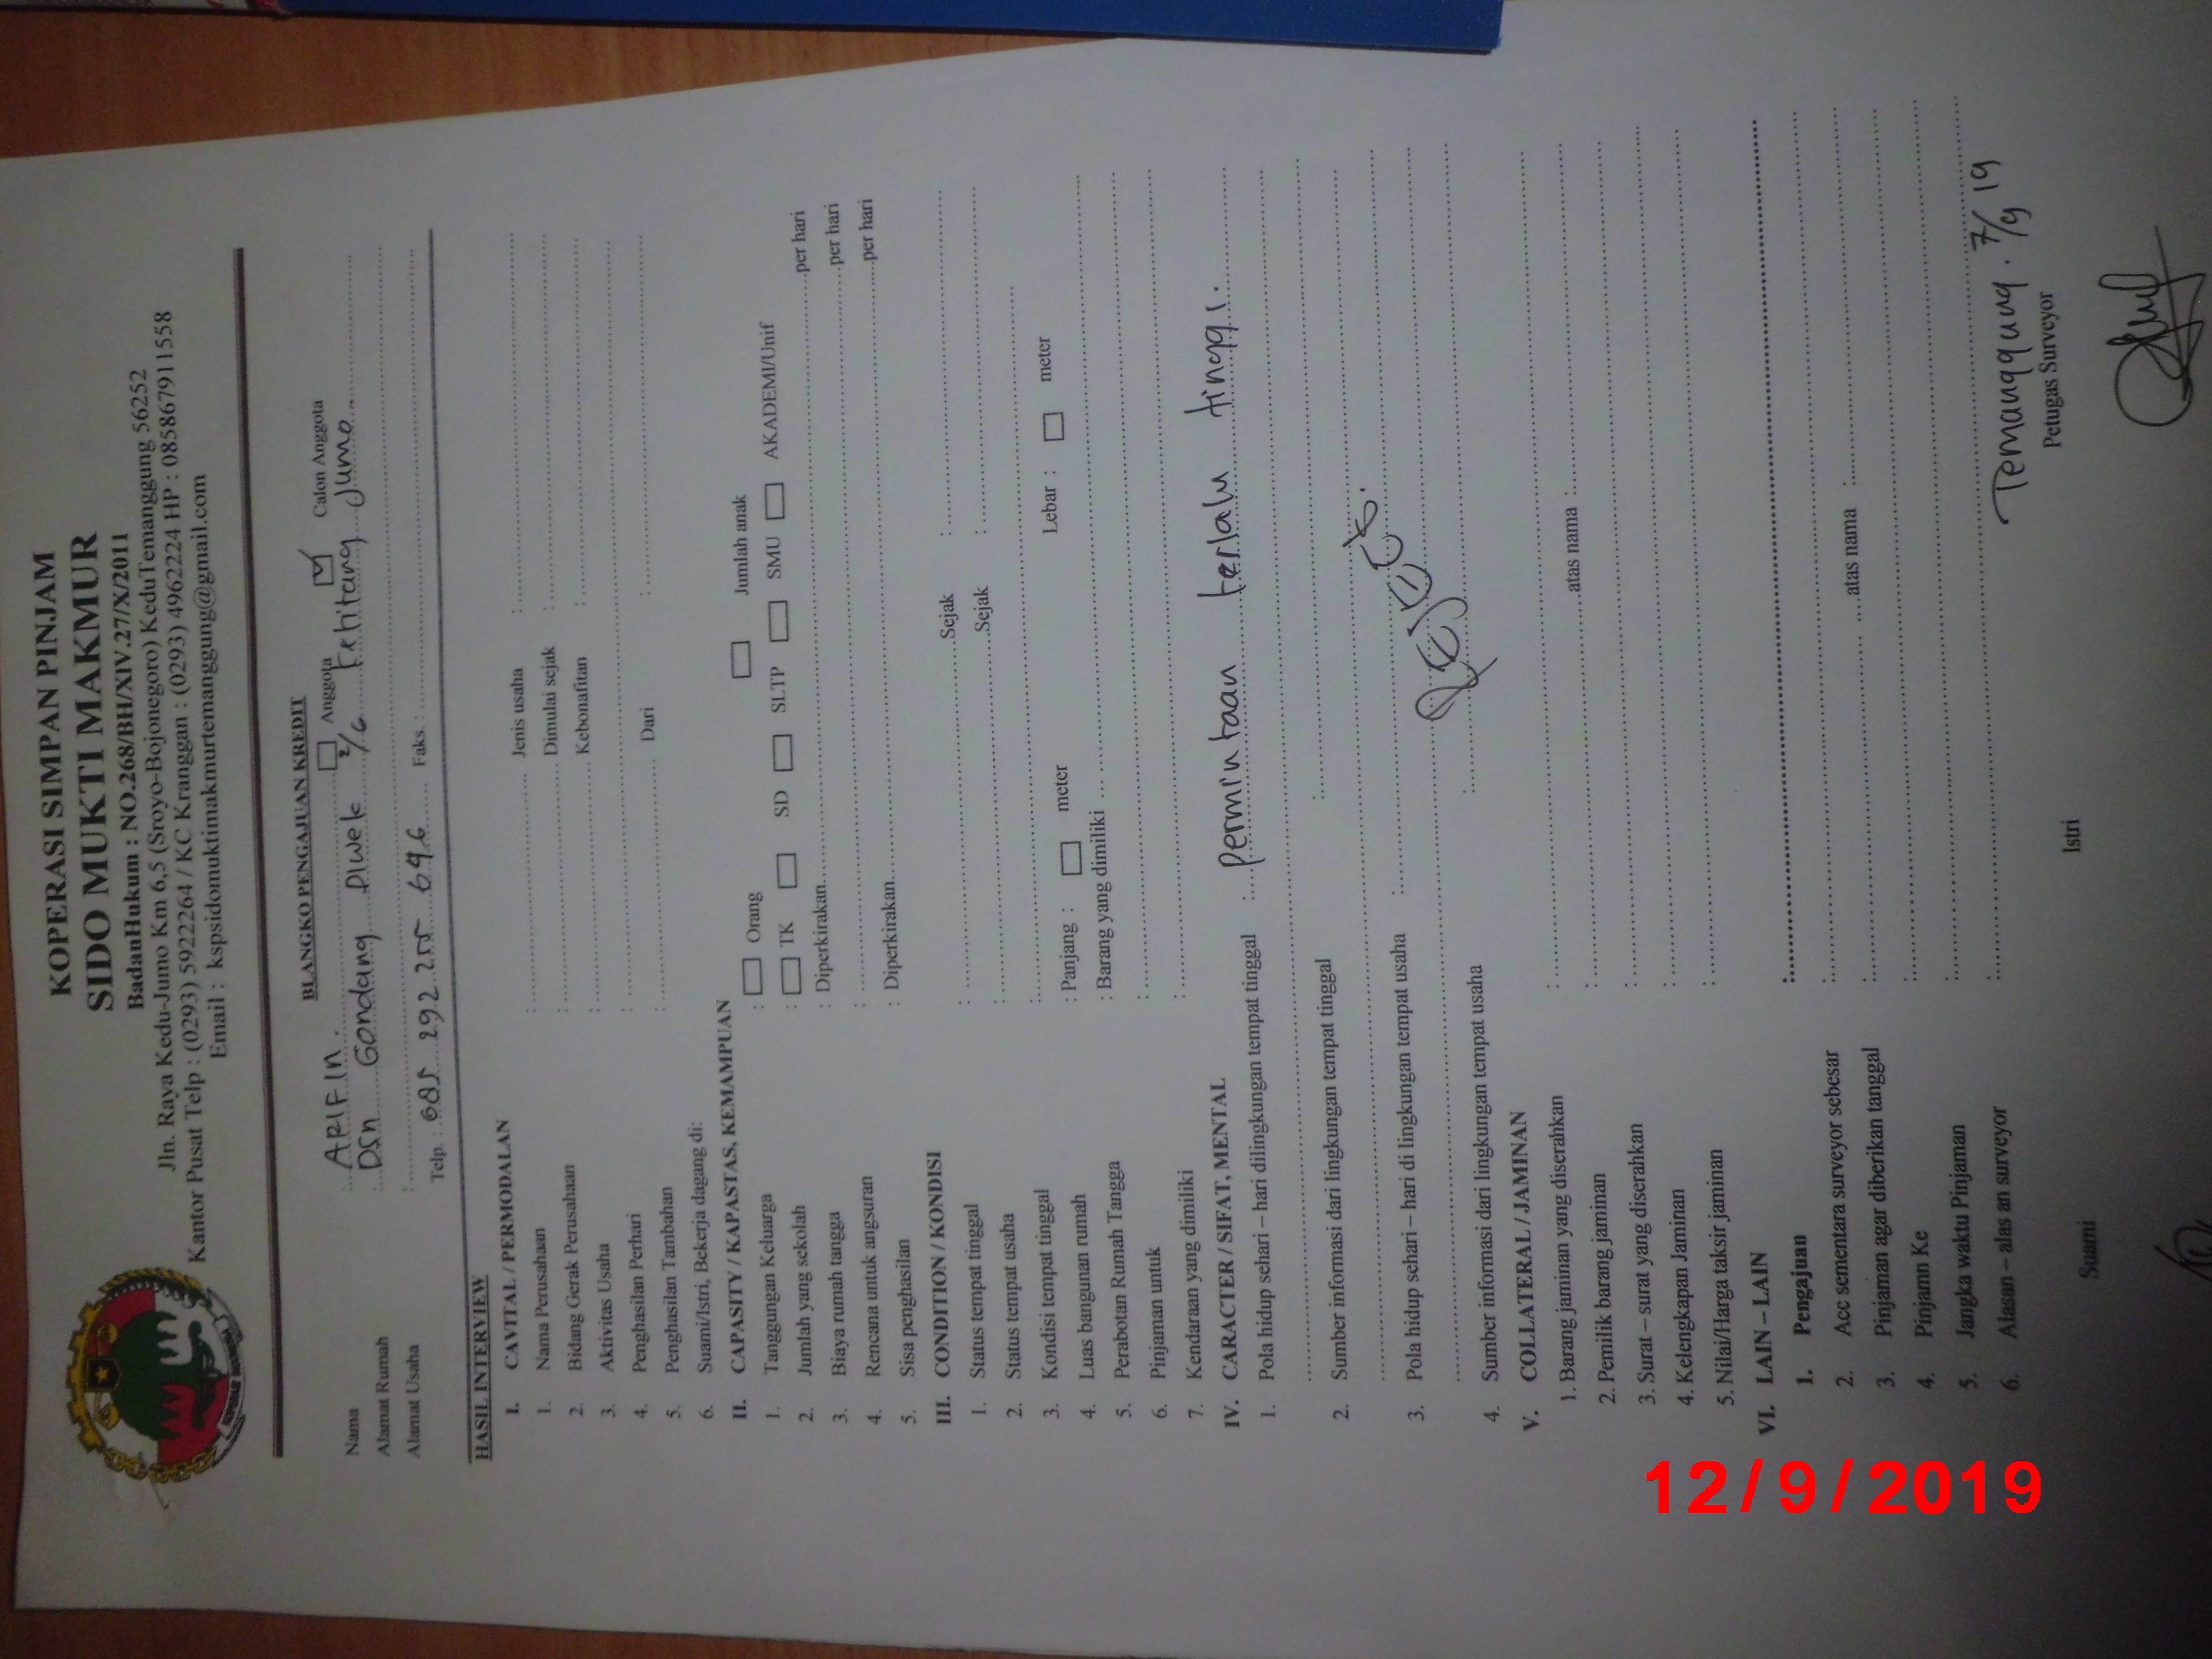 KOPERASI SIMPAN PINJAM
SIDO MUKTI MAKMUR
BadanHukum : NO.268/BH/XIV.27/X/2011
Jln. Raya Kedu-Jumo Km 6,5 (Sroyo-Bojonegoro) KeduTemanggung 56252
Kantor Pusat Telp : (0293) 5922264 / KC Kranggan : (0293) 4962224 HP : 085867911558
Email : kspsidomuktimakmurtemanggung@gmail.com
BLANGKO PENGAJUAN KREDIT
Anggota Calon Anggota
Nama : ARIFIN.
Alamat Rumah : DSn Gondang Diwek 2/6 Jumo
Alamat Usaha :
Telp : 085 292 255 696 Faks. :
HASIL INTERVIEW
I. CAVITAL / PERMODALAN
1. Nama Perusahaan : Jenis usaha :
2. Bidang Gerak Perusahaan : Dimulai sejak :
3. Aktivitas Usaha : Kebonafitan :
4. Penghasilan Perhari :
5. Penghasilan Tambahan : Dari :
6. Suami/Istri, Bekerja dagang di:
II. CAPASITY / KAPASTAS, KEMAMPUAN
1. Tanggungan Keluarga : Orang Jumlah anak
2. Jumlah yang sekolah : TK SD SLTP SMU AKADEMI/Unif
3. Biaya rumah tangga : Diperkirakan per hari
4. Rencana untuk angsuran : per hari
5. Sisa penghasilan : Diperkirakan per hari
III. CONDITION / KONDISI
1. Status tempat tinggal : Sejak :
2. Status tempat usaha : Sejak :
3. Kondisi tempat tinggal :
4. Luas bangunan rumah : Panjang : meter Lebar : meter
5. Perabotan Rumah Tangga : Barang yang dimiliki
6. Pinjaman untuk :
7. Kendaraan yang dimiliki :
IV. CARACTER / SIFAT, MENTAL
1. Pola hidup sehari – hari dilingkungan tempat tinggal : permintaan terlalu tinggi.
2. Sumber informasi dari lingkungan tempat tinggal :
3. Pola hidup sehari – hari di lingkungan tempat usaha :
4. Sumber informasi dari lingkungan tempat usaha :
V. COLLATERAL / JAMINAN
1. Barang jaminan yang diserahkan : atas nama :
2. Pemilik barang jaminan :
3. Surat – surat yang diserahkan :
4. Kelengkapan Jaminan :
5. Nilai/Harga taksir jaminan :
VI. LAIN – LAIN
1. Pengajuan :
2. Acc sementara surveyor sebesar :
3. Pinjaman agar diberikan tanggal : atas nama :
4. Pinjamn Ke :
5. Jangka waktu Pinjaman
6. Alasan – alas an surveyor :
Temanggung. 7/9 19
Suami Istri Petugas Surveyor
12/9/2019